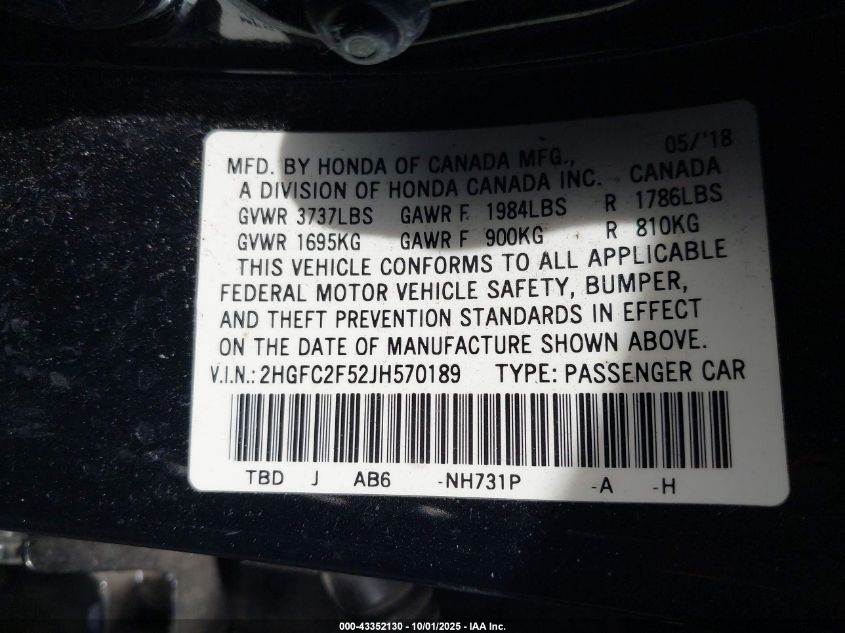 05/'18
MFD. BY HONDA OF CANADA MFG.,
A DIVISION OF HONDA CANADA INC. CANADA
GVWR 3737LBS GAWR F 1984LBS R 1786LBS
GVWR 1695KG GAWR F 900KG R 810KG
THIS VEHICLE CONFORMS TO ALL APPLICABLE
FEDERAL MOTOR VEHICLE SAFETY, BUMPER,
AND THEFT PREVENTION STANDARDS IN EFFECT
ON THE DATE OF MANUFACTURE SHOWN ABOVE.
V.I.N.: 2HGFC2F52JH570189 TYPE: PASSENGER CAR
TBD J AB6 -NH731P -A -H
000-43352130 - 10/01/2025 - IAA Inc.